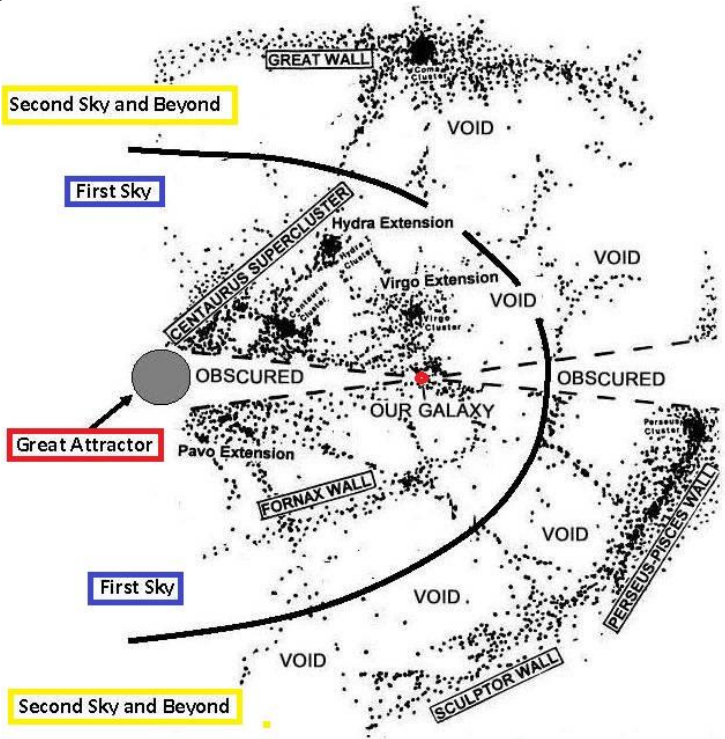 GREAT WALL
Coma
Cluster
Second Sky and Beyond
VOID
First Sky
CENTAURUS SUPERCLUSTER
Hydra Extension
Hydra I
Cluster
VOID
Virgo Extension
VOID
Centaurus
Cluster
Virgo
Cluster
OBSCURED
OBSCURED
OUR GALAXY
Great Attractor
Perseus
Cluster
Pavo Extension
FORNAX WALL
PERSEUS-PISCES WALL
VOID
First Sky
VOID
VOID
SCULPTOR WALL
Second Sky and Beyond